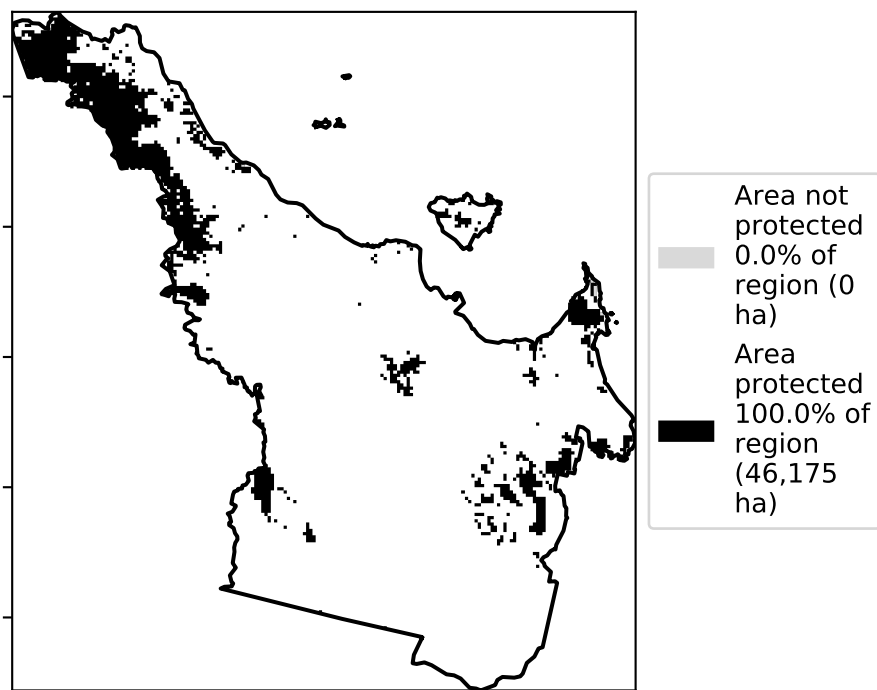 Area not
protected
0.0% of
region (0
ha)
Area
protected
100.0% of
region
(46,175
ha)